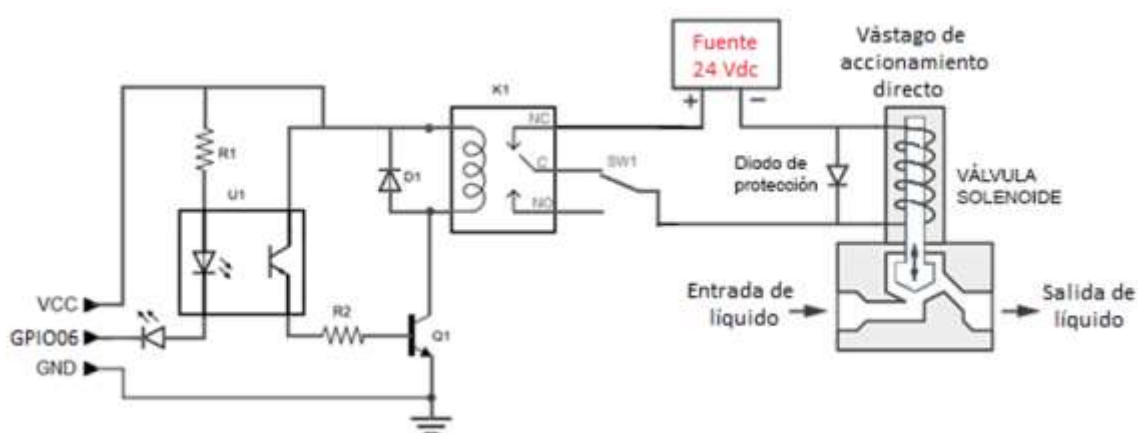 Fuente
24 Vdc
+
−
Vástago de
accionamiento
directo
K1
NC
C
NO
SW1
R1
D1
U1
Diodo de
protección
VÁLVULA
SOLENOIDE
VCC
GPIO06
GND
R2
Q1
Entrada de
líquido
Salida de
líquido